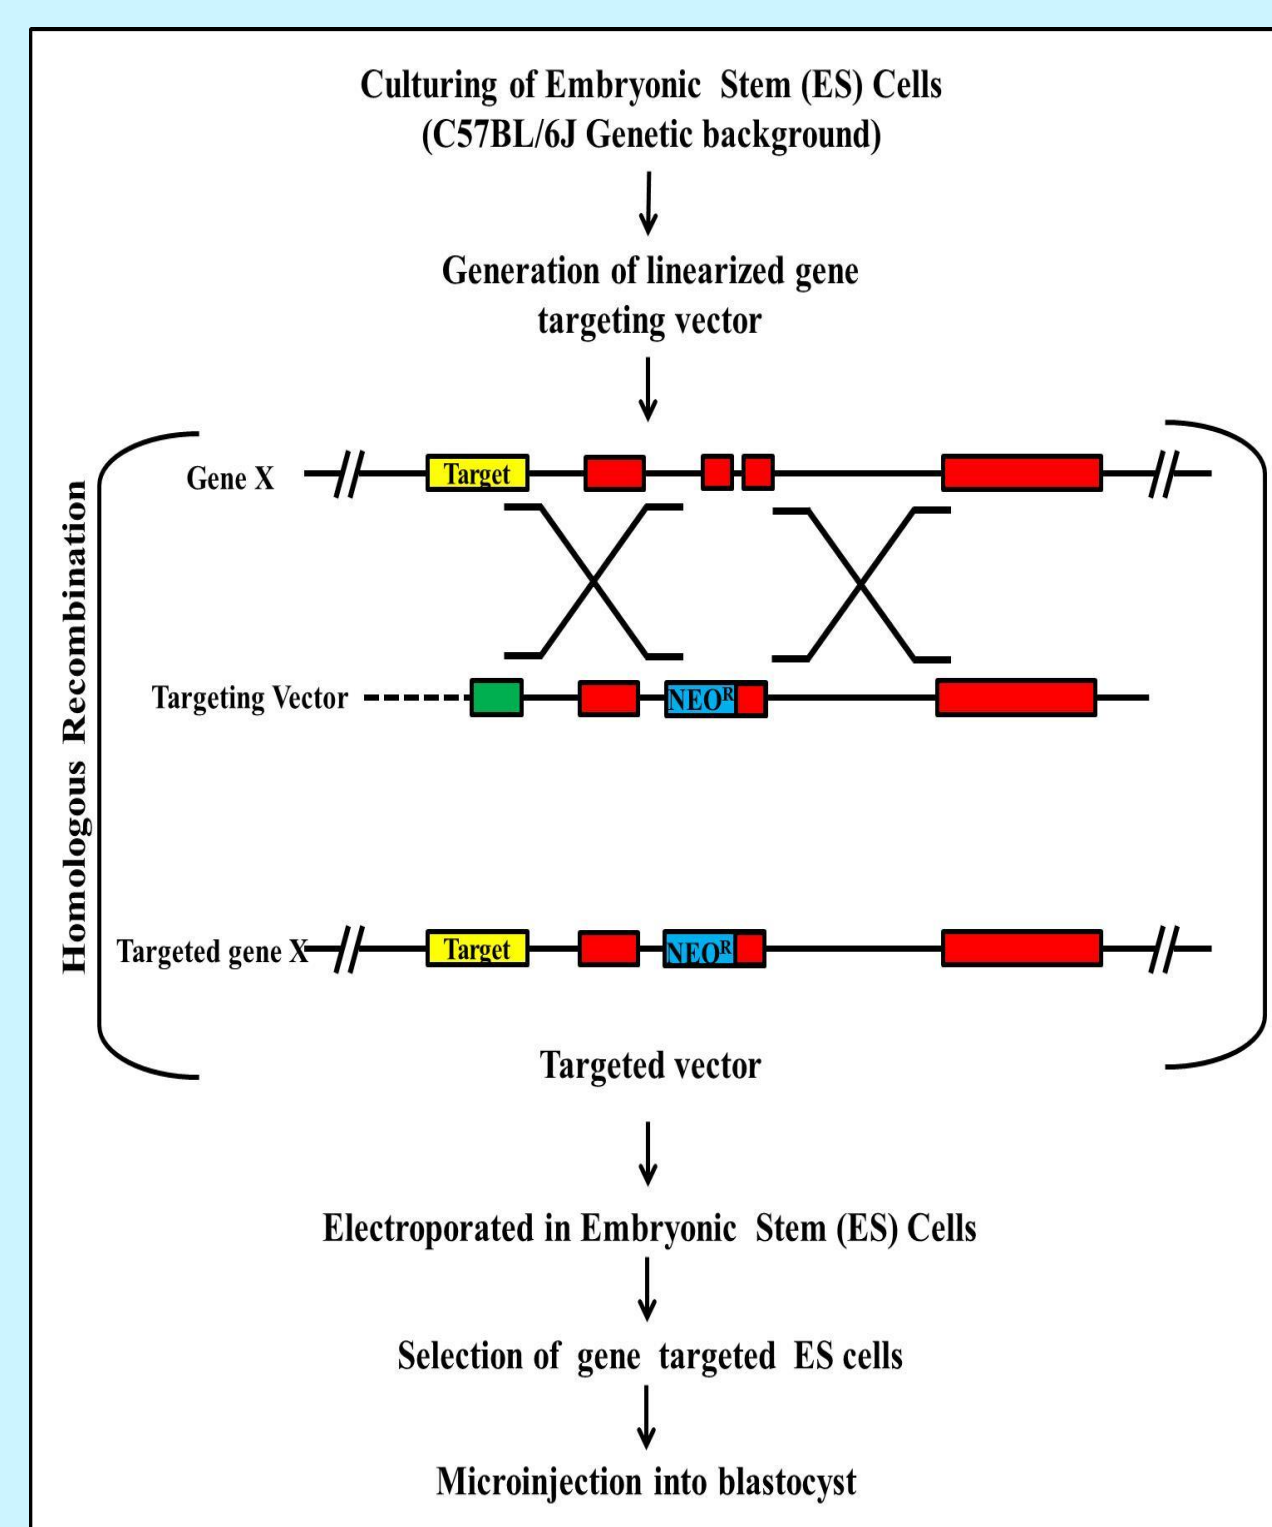 Culturing of Embryonic Stem (ES) Cells
(C57BL/6J Genetic background)
Generation of linearized gene
targeting vector
Homologous Recombination
Gene X
Target
Targeting Vector
NEOᴿ
Targeted gene X
Target
NEOᴿ
Targeted vector
Electroporated in Embryonic Stem (ES) Cells
Selection of gene targeted ES cells
Microinjection into blastocyst